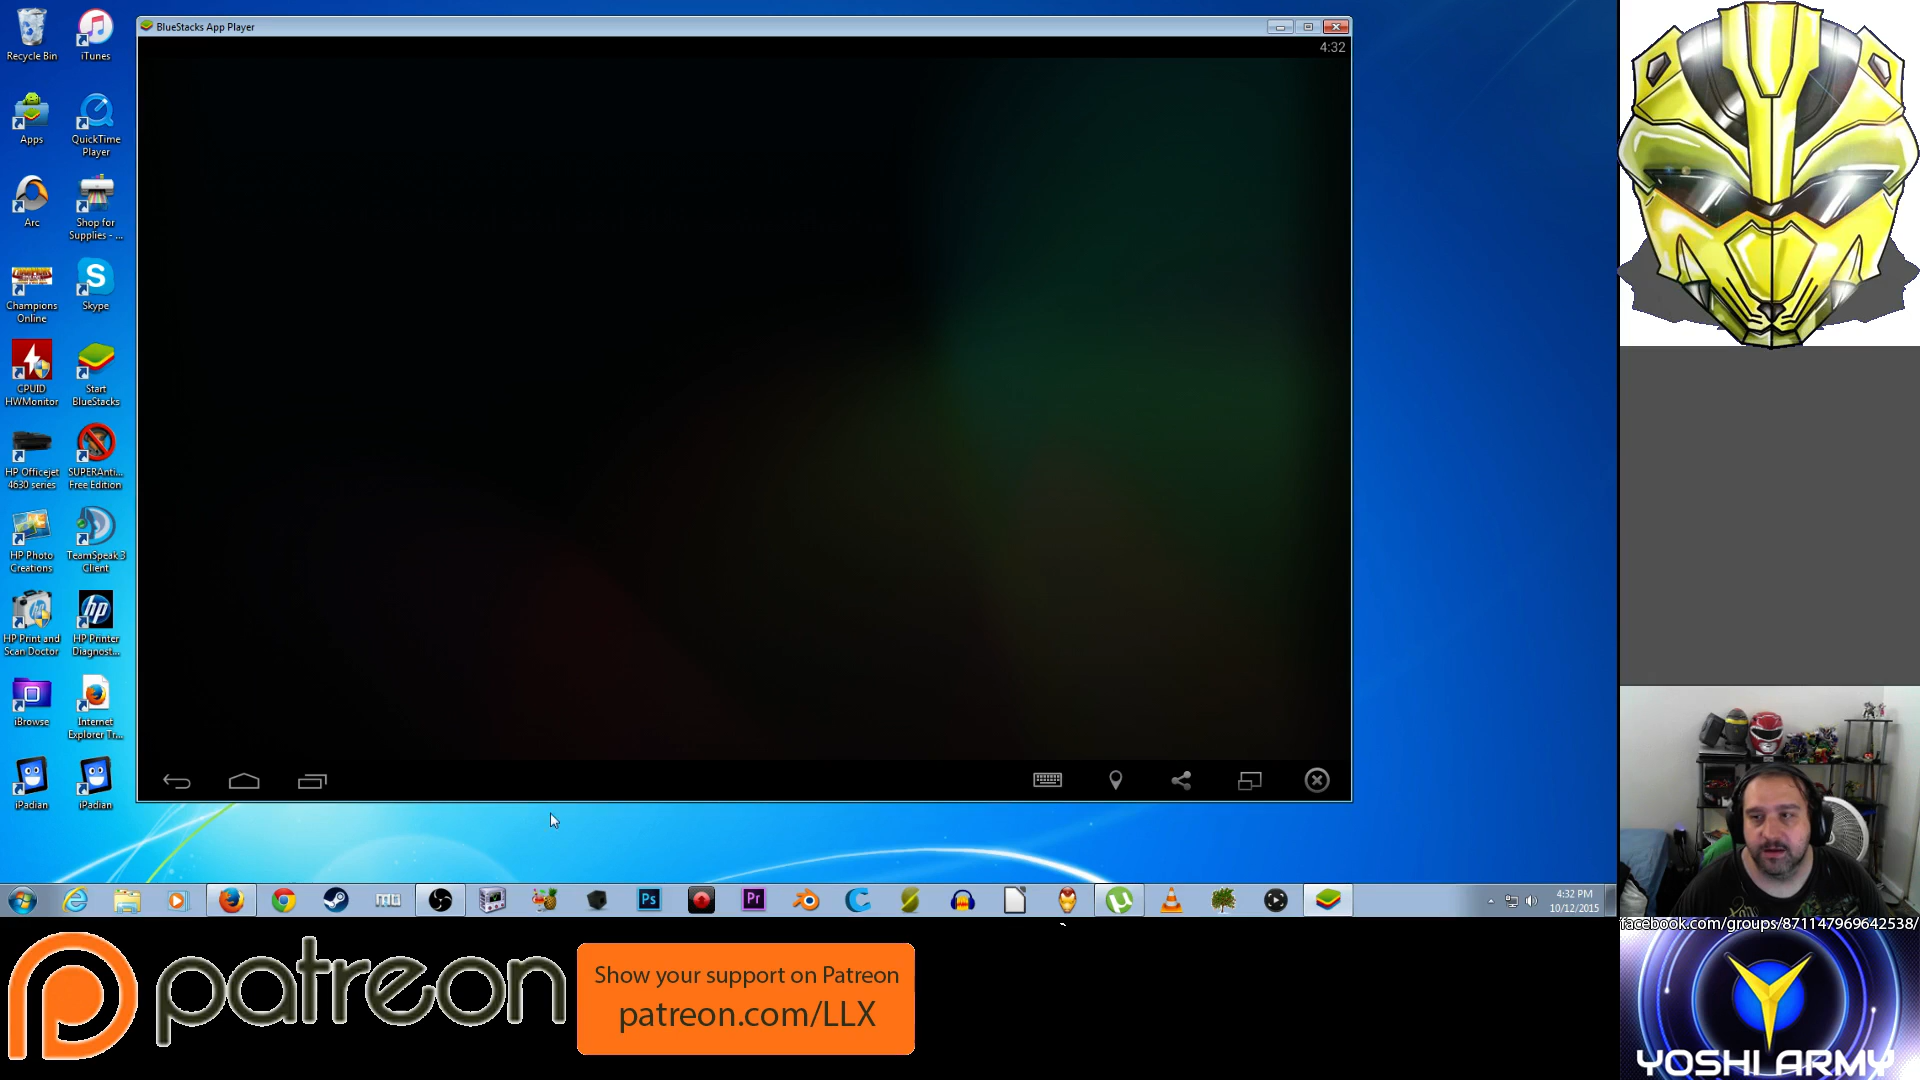 BlueStacks App Player
4:32
Recycle Bin
iTunes
Apps
QuickTime
Player
Arc
Shop for
Supplies - ...
Champions
Online
Skype
CPUID
HWMonitor
Start
BlueStacks
HP Officejet
4630 series
SUPERAnti...
Free Edition
HP Photo
Creations
TeamSpeak 3
Client
HP Print and
Scan Doctor
HP Printer
Diagnost...
iBrowse
Internet
Explorer Tr...
iPadian
iPadian
Ps
Pr
4:32 PM
10/12/2015
facebook.com/groups/871147969642538/
patreon
Show your support on Patreon
patreon.com/LLX
YOSHI ARMY